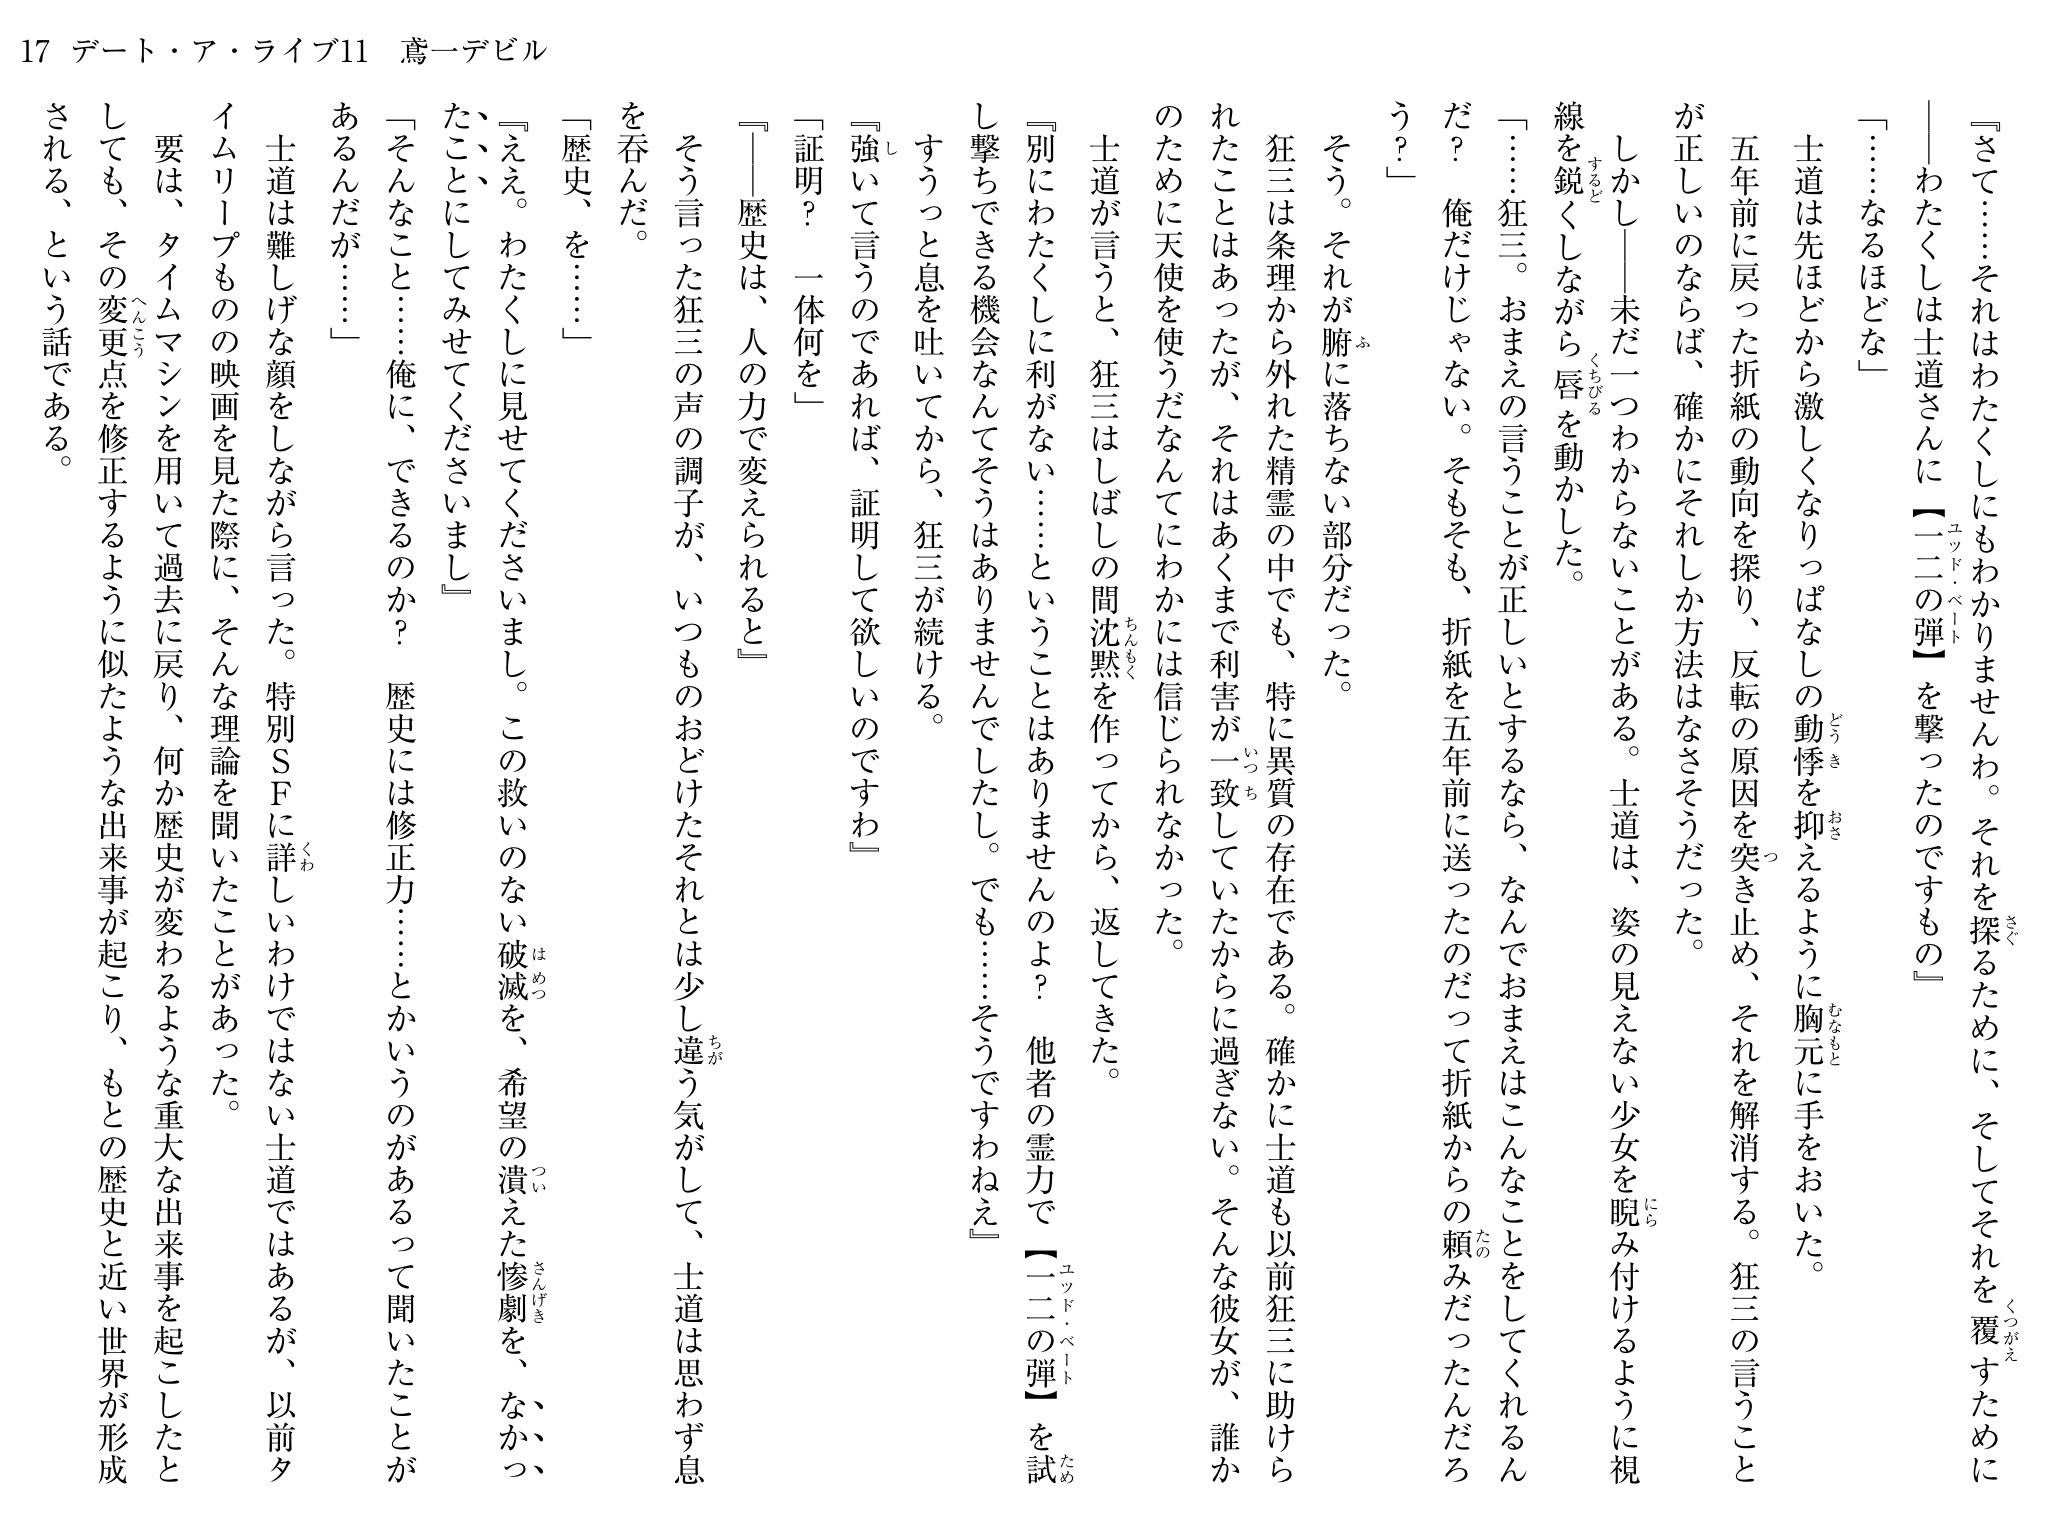 17 デート・ア・ライブ11 鳶一デビル
『さて……それはわたくしにもわかりませんわ。それを探るために、そしてそれを覆すために
――わたくしは士道さんに【一二の弾】を撃ったのですもの』
「……なるほどな」
　士道は先ほどから激しくなりっぱなしの動悸を抑えるように胸元に手をおいた。
　五年前に戻った折紙の動向を探り、反転の原因を突き止め、それを解消する。狂三の言うこと
が正しいのならば、確かにそれしか方法はなさそうだった。
　しかし――未だ一つわからないことがある。士道は、姿の見えない少女を睨み付けるように視
線を鋭くしながら唇を動かした。
「……狂三。おまえの言うことが正しいとするなら、なんでおまえはこんなことをしてくれるん
だ？　俺だけじゃない。そもそも、折紙を五年前に送ったのだって折紙からの頼みだったんだろ
う？」
　そう。それが腑に落ちない部分だった。
　狂三は条理から外れた精霊の中でも、特に異質の存在である。確かに士道も以前狂三に助けら
れたことはあったが、それはあくまで利害が一致していたからに過ぎない。そんな彼女が、誰か
のために天使を使うだなんてにわかには信じられなかった。
　士道が言うと、狂三はしばしの間沈黙を作ってから、返してきた。
『別にわたくしに利がない……ということはありませんのよ？　他者の霊力で【一二の弾】を試
し撃ちできる機会なんてそうはありませんでしたし。でも……そうですわねえ』
　すうっと息を吐いてから、狂三が続ける。
『強いて言うのであれば、証明して欲しいのですわ』
「証明？　一体何を」
『――歴史は、人の力で変えられると』
　そう言った狂三の声の調子が、いつものおどけたそれとは少し違う気がして、士道は思わず息
を呑んだ。
「歴史、を……」
『ええ。わたくしに見せてくださいまし。この救いのない破滅を、希望の潰えた惨劇を、なかっ
たことにしてみせてくださいまし』
「そんなこと……俺に、できるのか？　歴史には修正力……とかいうのがあるって聞いたことが
あるんだが……」
　士道は難しげな顔をしながら言った。特別ＳＦに詳しいわけではない士道ではあるが、以前タ
イムリープものの映画を見た際に、そんな理論を聞いたことがあった。
　要は、タイムマシンを用いて過去に戻り、何か歴史が変わるような重大な出来事を起こしたと
しても、その変更点を修正するように似たような出来事が起こり、もとの歴史と近い世界が形成
される、という話である。